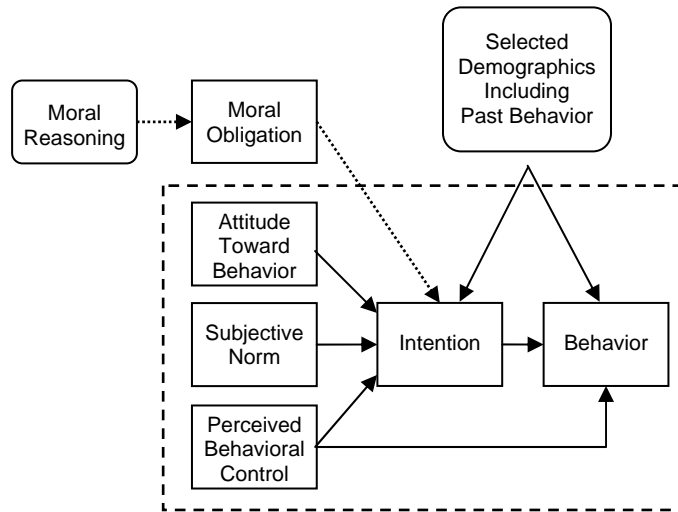 Selected
Demographics
Including
Past Behavior
Moral
Reasoning
Moral
Obligation
Attitude
Toward
Behavior
Subjective
Norm
Perceived
Behavioral
Control
Intention
Behavior